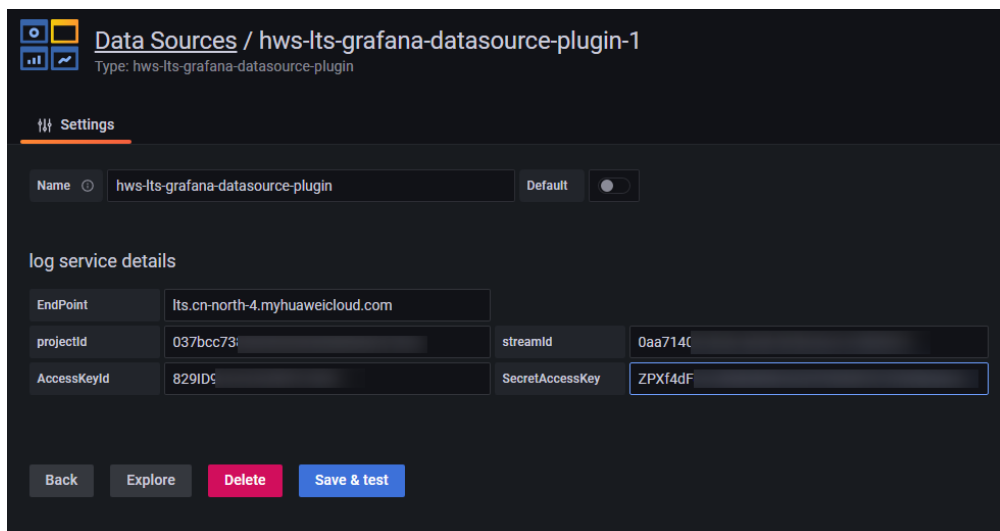 Data Sources / hws-lts-grafana-datasource-plugin-1
Type: hws-lts-grafana-datasource-plugin
Settings
Name hws-lts-grafana-datasource-plugin Default
log service details
EndPoint lts.cn-north-4.myhuaweicloud.com
projectId 037bcc73 streamId 0aa7140
AccessKeyId 829ID9 SecretAccessKey ZPXf4dF
Back Explore Delete Save & test